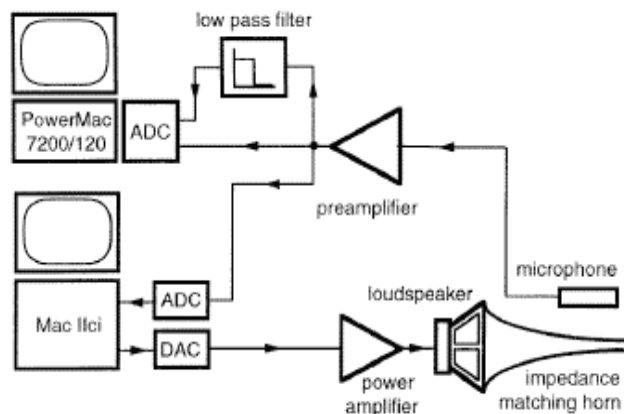 low pass filter
PowerMac
7200/120
ADC
preamplifier
microphone
loudspeaker
ADC
Mac IIci
DAC
power
amplifier
impedance
matching horn